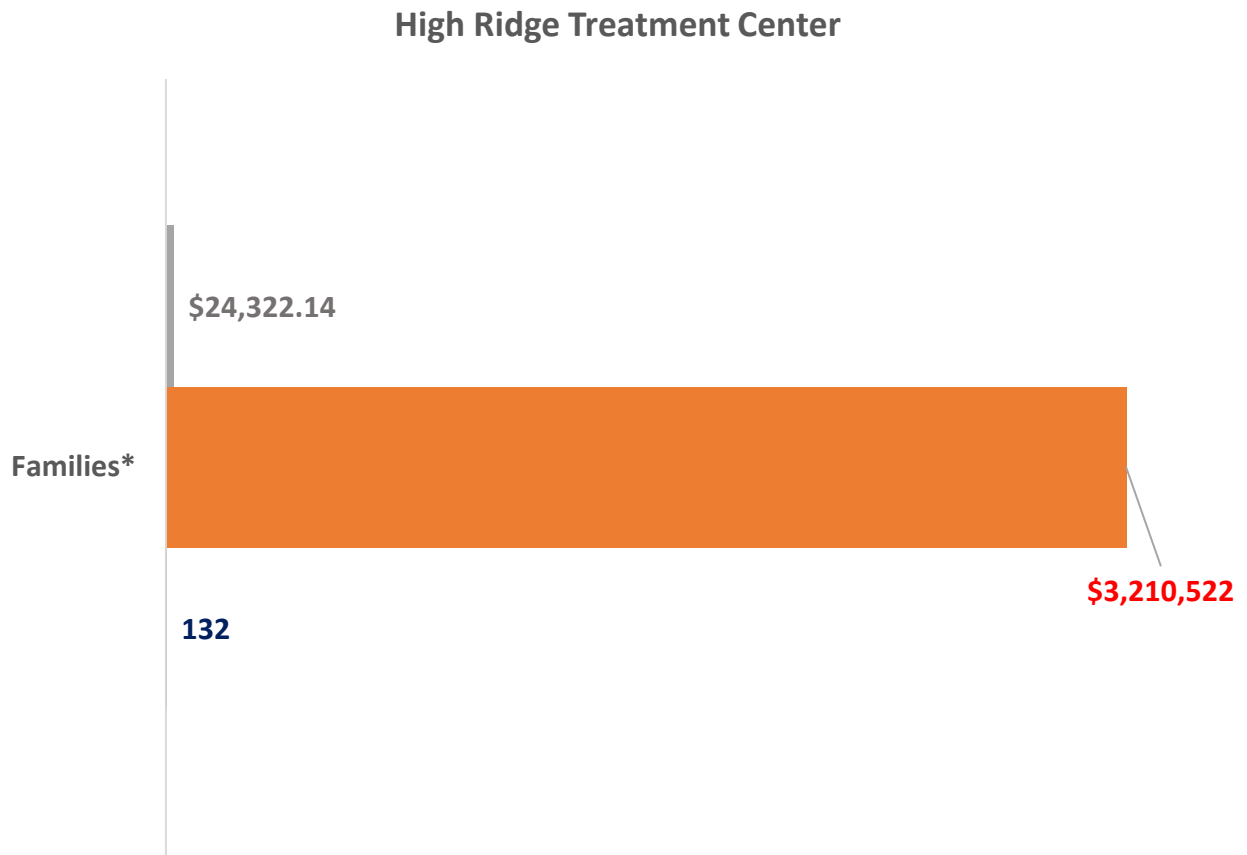 High Ridge Treatment Center
$24,322.14
Families*
$3,210,522
132